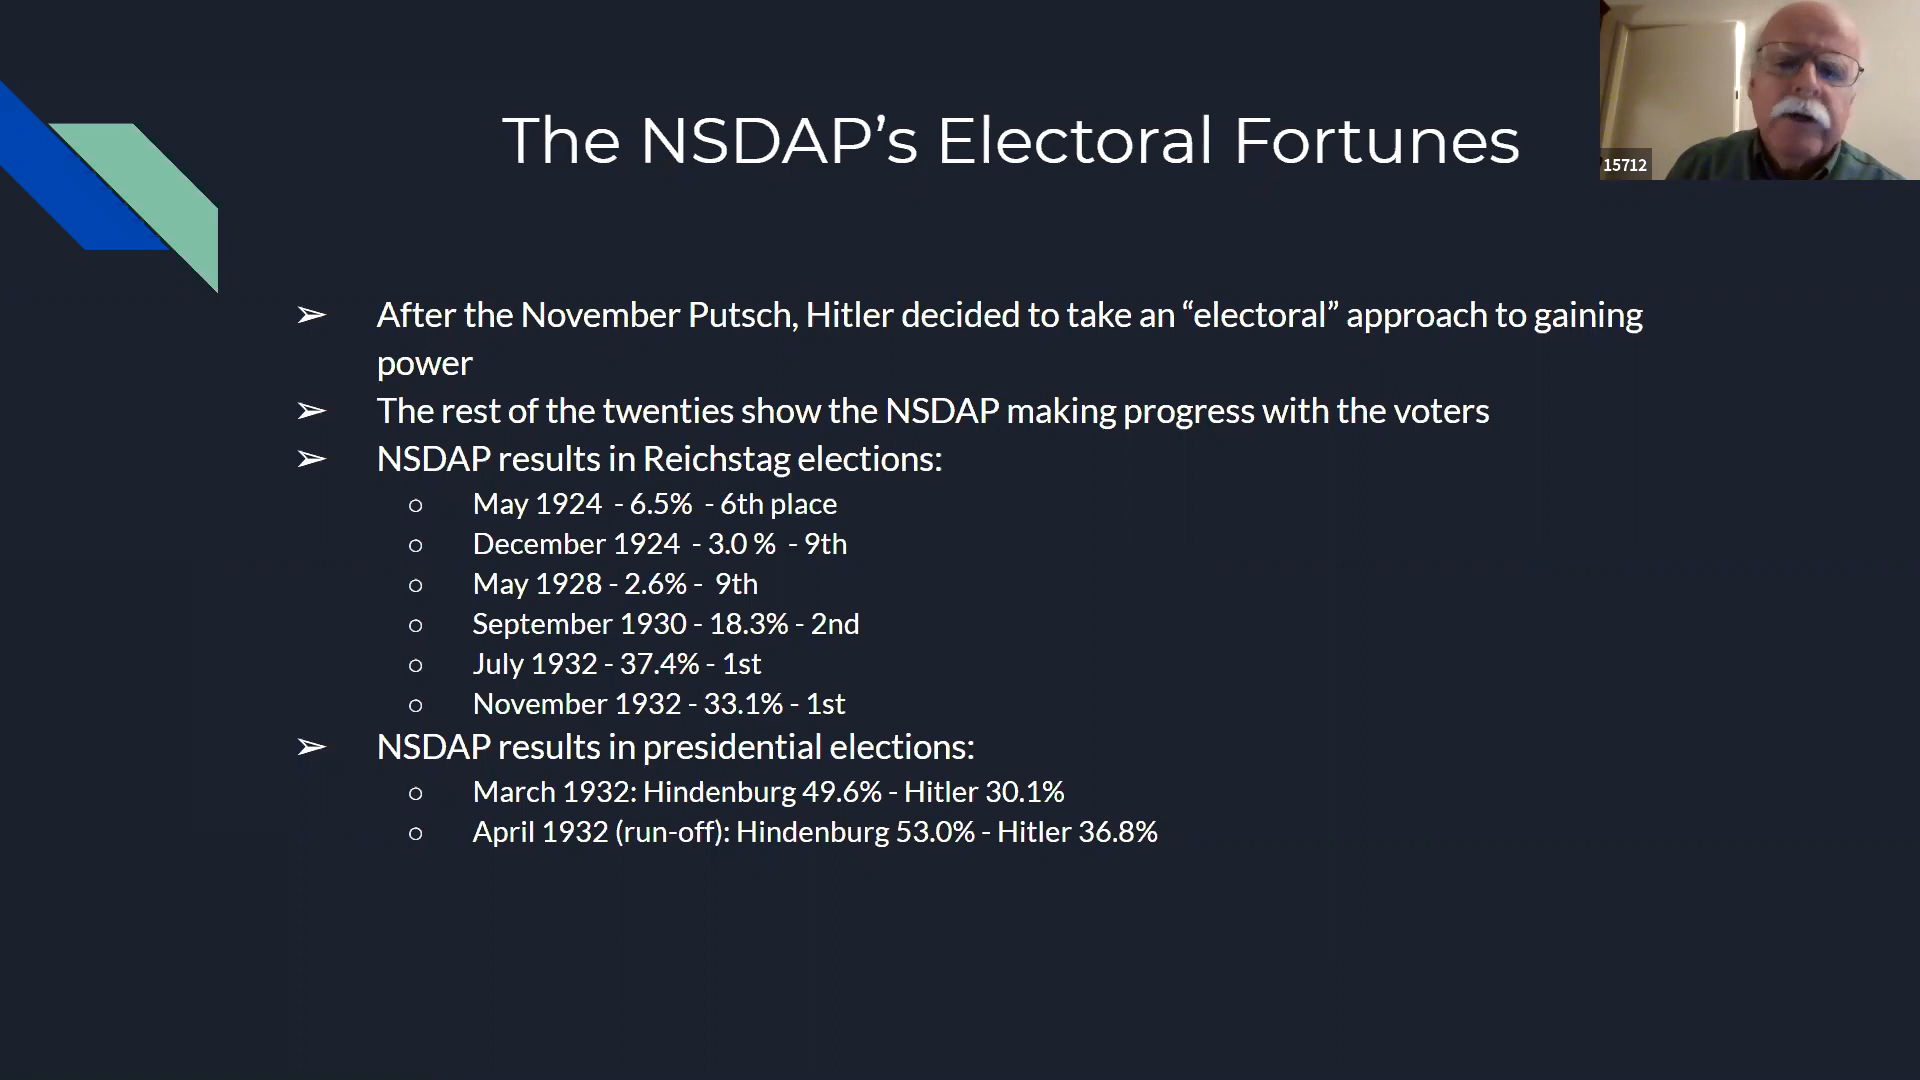 The NSDAP’s Electoral Fortunes
15712
➢ After the November Putsch, Hitler decided to take an “electoral” approach to gaining
power
➢ The rest of the twenties show the NSDAP making progress with the voters
➢ NSDAP results in Reichstag elections:
○ May 1924 - 6.5% - 6th place
○ December 1924 - 3.0 % - 9th
○ May 1928 - 2.6% - 9th
○ September 1930 - 18.3% - 2nd
○ July 1932 - 37.4% - 1st
○ November 1932 - 33.1% - 1st
➢ NSDAP results in presidential elections:
○ March 1932: Hindenburg 49.6% - Hitler 30.1%
○ April 1932 (run-off): Hindenburg 53.0% - Hitler 36.8%